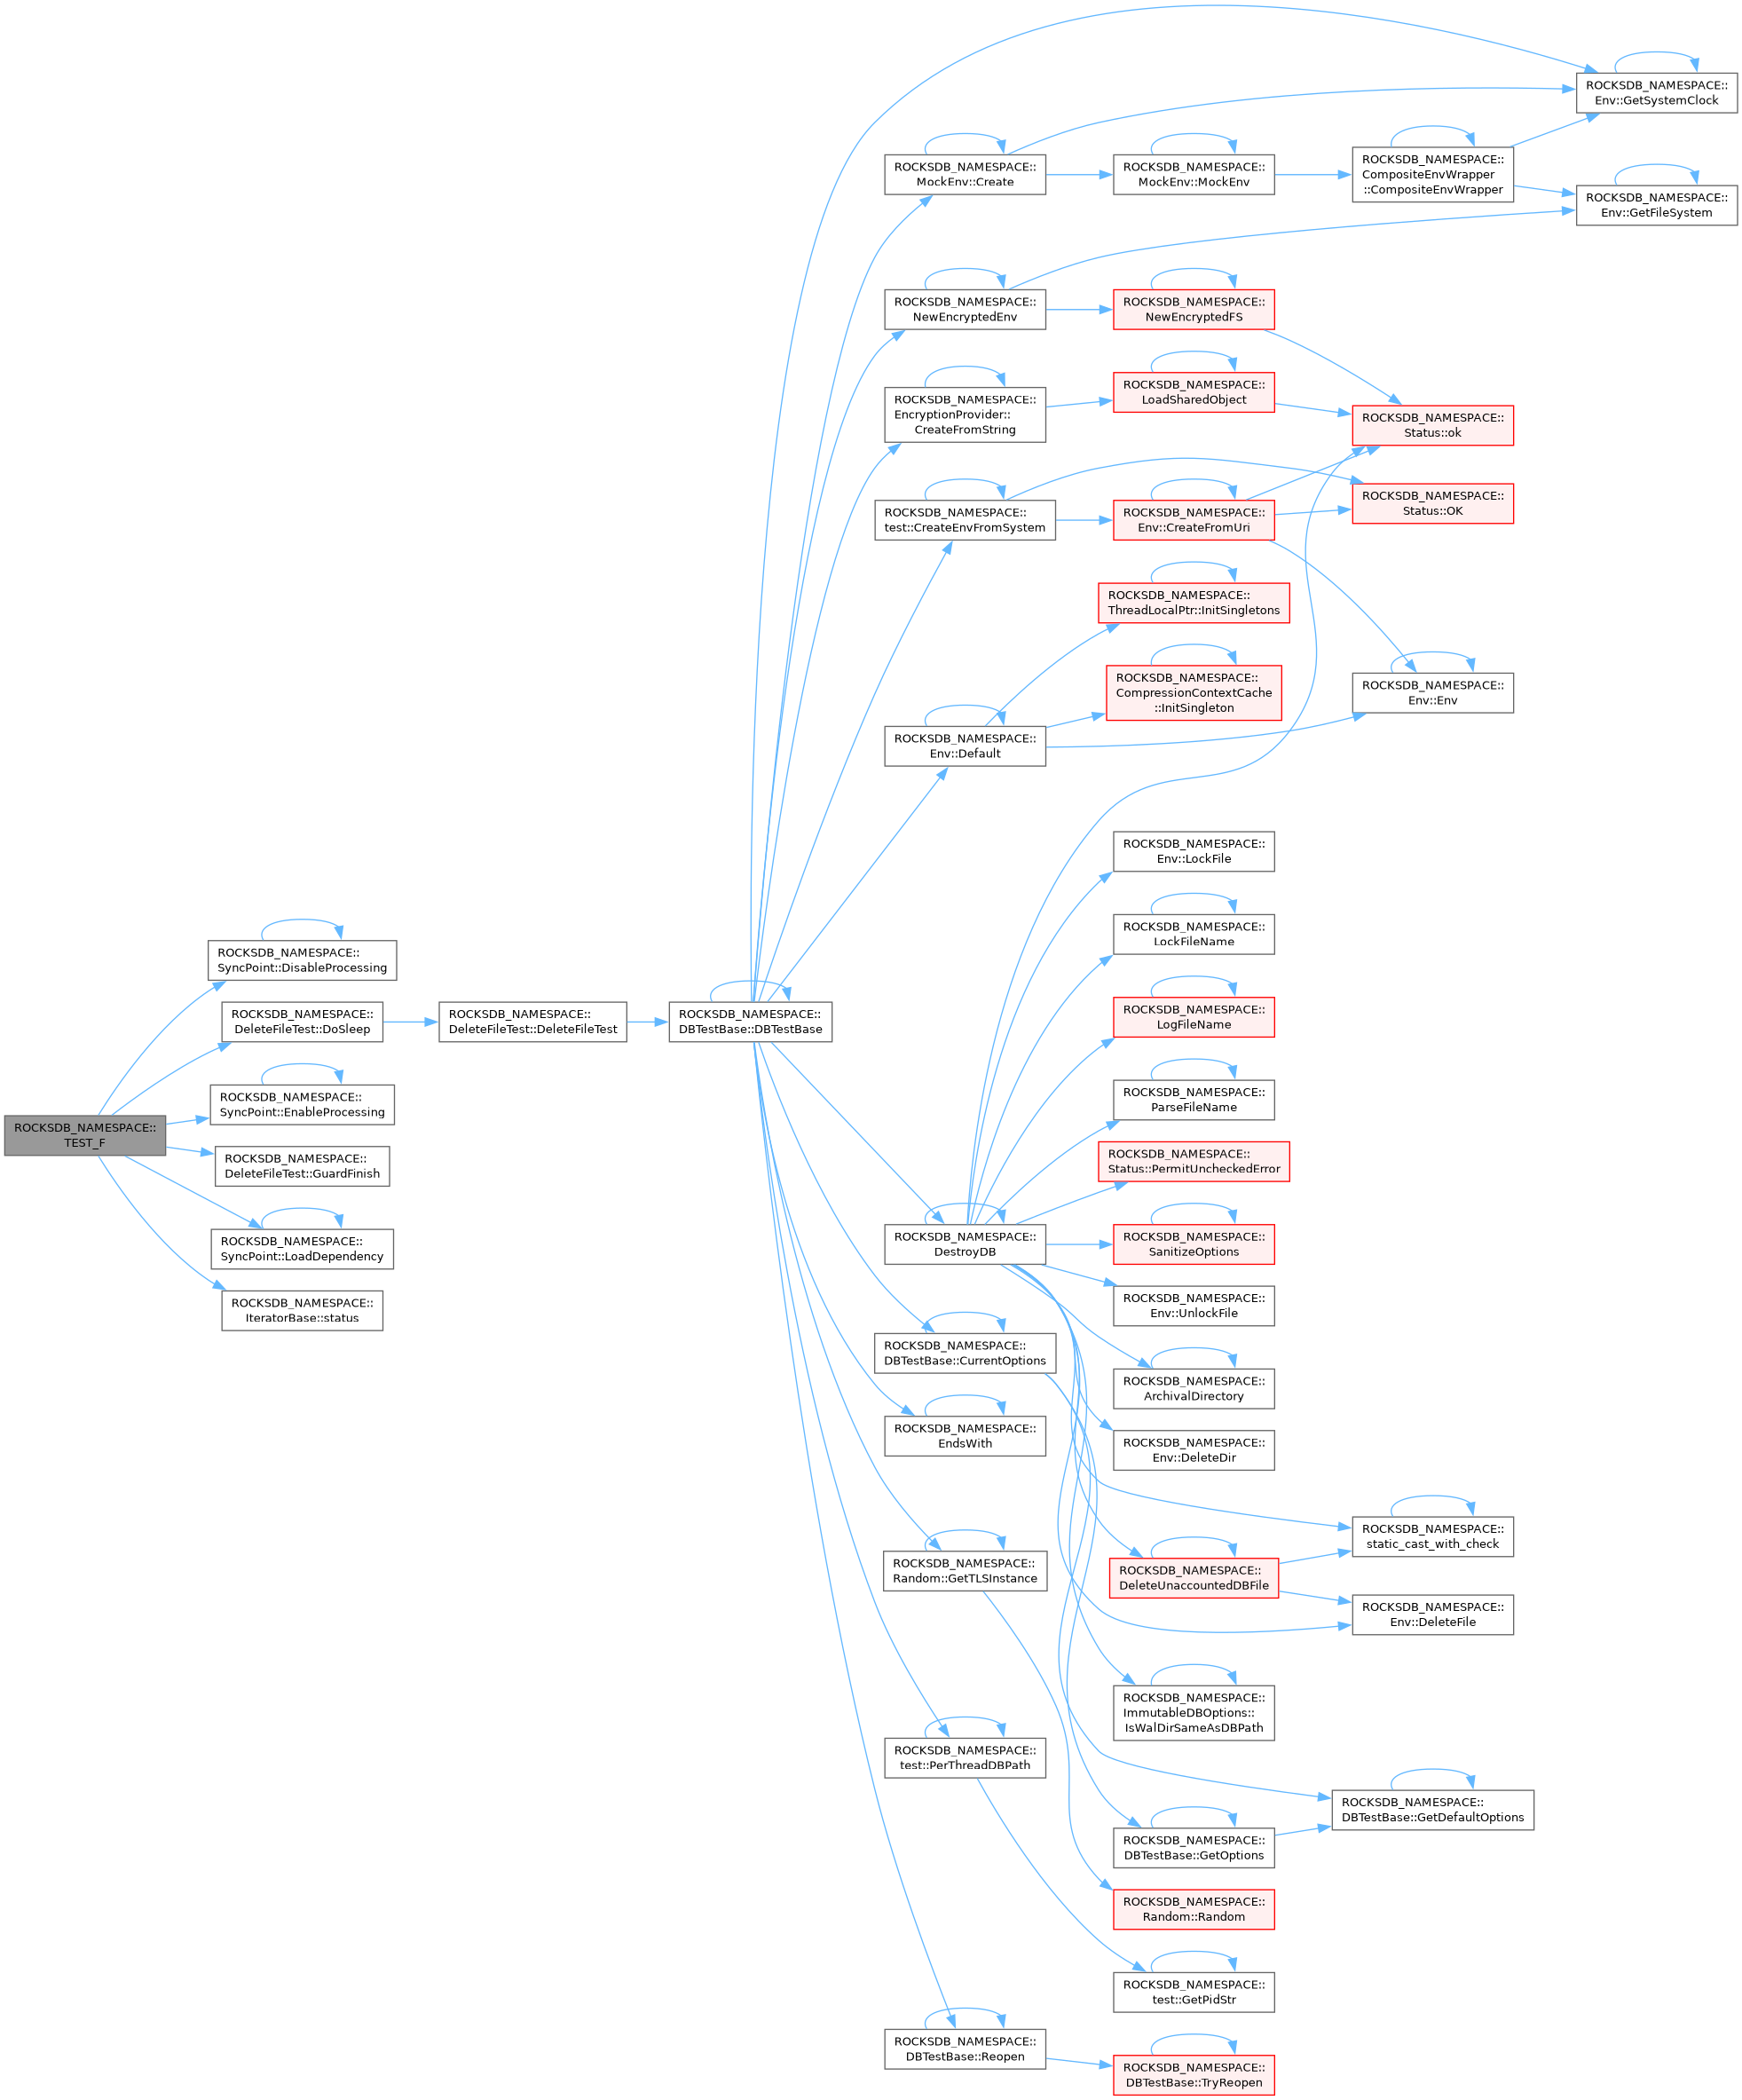 ROCKSDB_NAMESPACE::
TEST_F
ROCKSDB_NAMESPACE::
SyncPoint::DisableProcessing
ROCKSDB_NAMESPACE::
DeleteFileTest::DoSleep
ROCKSDB_NAMESPACE::
SyncPoint::EnableProcessing
ROCKSDB_NAMESPACE::
DeleteFileTest::GuardFinish
ROCKSDB_NAMESPACE::
SyncPoint::LoadDependency
ROCKSDB_NAMESPACE::
IteratorBase::status
ROCKSDB_NAMESPACE::
DeleteFileTest::DeleteFileTest
ROCKSDB_NAMESPACE::
DBTestBase::DBTestBase
ROCKSDB_NAMESPACE::
MockEnv::Create
ROCKSDB_NAMESPACE::
NewEncryptedEnv
ROCKSDB_NAMESPACE::
EncryptionProvider::
CreateFromString
ROCKSDB_NAMESPACE::
test::CreateEnvFromSystem
ROCKSDB_NAMESPACE::
Env::Default
ROCKSDB_NAMESPACE::
DestroyDB
ROCKSDB_NAMESPACE::
DBTestBase::CurrentOptions
ROCKSDB_NAMESPACE::
EndsWith
ROCKSDB_NAMESPACE::
Random::GetTLSInstance
ROCKSDB_NAMESPACE::
test::PerThreadDBPath
ROCKSDB_NAMESPACE::
DBTestBase::Reopen
ROCKSDB_NAMESPACE::
MockEnv::MockEnv
ROCKSDB_NAMESPACE::
NewEncryptedFS
ROCKSDB_NAMESPACE::
LoadSharedObject
ROCKSDB_NAMESPACE::
Env::CreateFromUri
ROCKSDB_NAMESPACE::
ThreadLocalPtr::InitSingletons
ROCKSDB_NAMESPACE::
CompressionContextCache
::InitSingleton
ROCKSDB_NAMESPACE::
Env::LockFile
ROCKSDB_NAMESPACE::
LockFileName
ROCKSDB_NAMESPACE::
LogFileName
ROCKSDB_NAMESPACE::
ParseFileName
ROCKSDB_NAMESPACE::
Status::PermitUncheckedError
ROCKSDB_NAMESPACE::
SanitizeOptions
ROCKSDB_NAMESPACE::
Env::UnlockFile
ROCKSDB_NAMESPACE::
ArchivalDirectory
ROCKSDB_NAMESPACE::
Env::DeleteDir
ROCKSDB_NAMESPACE::
DeleteUnaccountedDBFile
ROCKSDB_NAMESPACE::
ImmutableDBOptions::
IsWalDirSameAsDBPath
ROCKSDB_NAMESPACE::
DBTestBase::GetOptions
ROCKSDB_NAMESPACE::
Random::Random
ROCKSDB_NAMESPACE::
test::GetPidStr
ROCKSDB_NAMESPACE::
DBTestBase::TryReopen
ROCKSDB_NAMESPACE::
CompositeEnvWrapper
::CompositeEnvWrapper
ROCKSDB_NAMESPACE::
Status::ok
ROCKSDB_NAMESPACE::
Status::OK
ROCKSDB_NAMESPACE::
Env::Env
ROCKSDB_NAMESPACE::
static_cast_with_check
ROCKSDB_NAMESPACE::
Env::DeleteFile
ROCKSDB_NAMESPACE::
DBTestBase::GetDefaultOptions
ROCKSDB_NAMESPACE::
Env::GetSystemClock
ROCKSDB_NAMESPACE::
Env::GetFileSystem